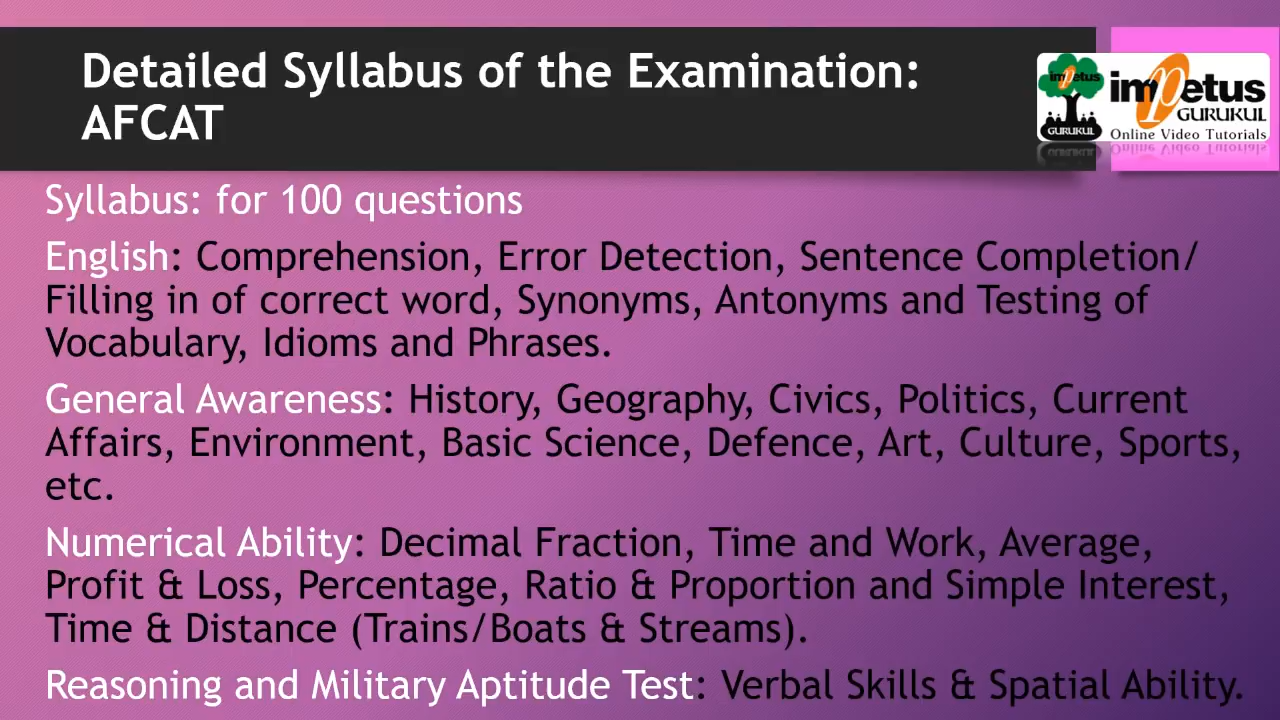 Detailed Syllabus of the Examination:
AFCAT
impetus
GURUKUL
impetus
GURUKUL
Online Video Tutorials
Syllabus: for 100 questions
English: Comprehension, Error Detection, Sentence Completion/
Filling in of correct word, Synonyms, Antonyms and Testing of
Vocabulary, Idioms and Phrases.
General Awareness: History, Geography, Civics, Politics, Current
Affairs, Environment, Basic Science, Defence, Art, Culture, Sports,
etc.
Numerical Ability: Decimal Fraction, Time and Work, Average,
Profit & Loss, Percentage, Ratio & Proportion and Simple Interest,
Time & Distance (Trains/Boats & Streams).
Reasoning and Military Aptitude Test: Verbal Skills & Spatial Ability.